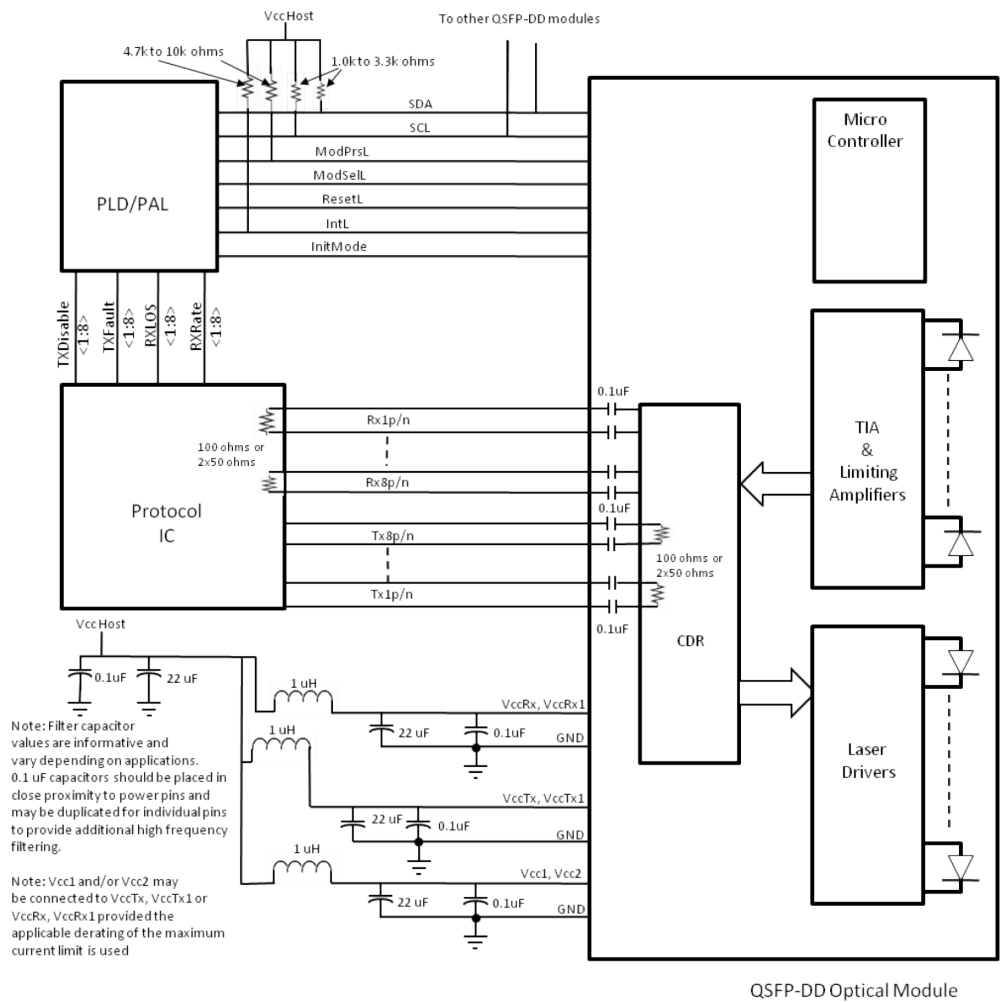 VccHost
To other QSFP-DD modules
4.7k to 10k ohms
1.0k to 3.3k ohms
SDA
SCL
ModPrsL
ModSelL
ResetL
IntL
InitMode
PLD/PAL
Micro
Controller
TXDisable
<1:8>
TXFault
<1:8>
RXLOS
<1:8>
RXRate
<1:8>
0.1uF
Rx1p/n
100 ohms or
2x50 ohms
Rx8p/n
0.1uF
Protocol
IC
Tx8p/n
100 ohms or
2x50 ohms
Tx1p/n
0.1uF
CDR
TIA
&
Limiting
Amplifiers
Laser
Drivers
VccHost
0.1uF
22 uF
1 uH
VccRx, VccRx1
22 uF
0.1uF
GND
1 uH
VccTx, VccTx1
22 uF
0.1uF
GND
1 uH
Vcc1, Vcc2
22 uF
0.1uF
GND
Note: Filter capacitor
values are informative and
vary depending on applications.
0.1 uF capacitors should be placed in
close proximity to power pins and
may be duplicated for individual pins
to provide additional high frequency
filtering.
Note: Vcc1 and/or Vcc2 may
be connected to VccTx, VccTx1 or
VccRx, VccRx1 provided the
applicable derating of the maximum
current limit is used
QSFP-DD Optical Module